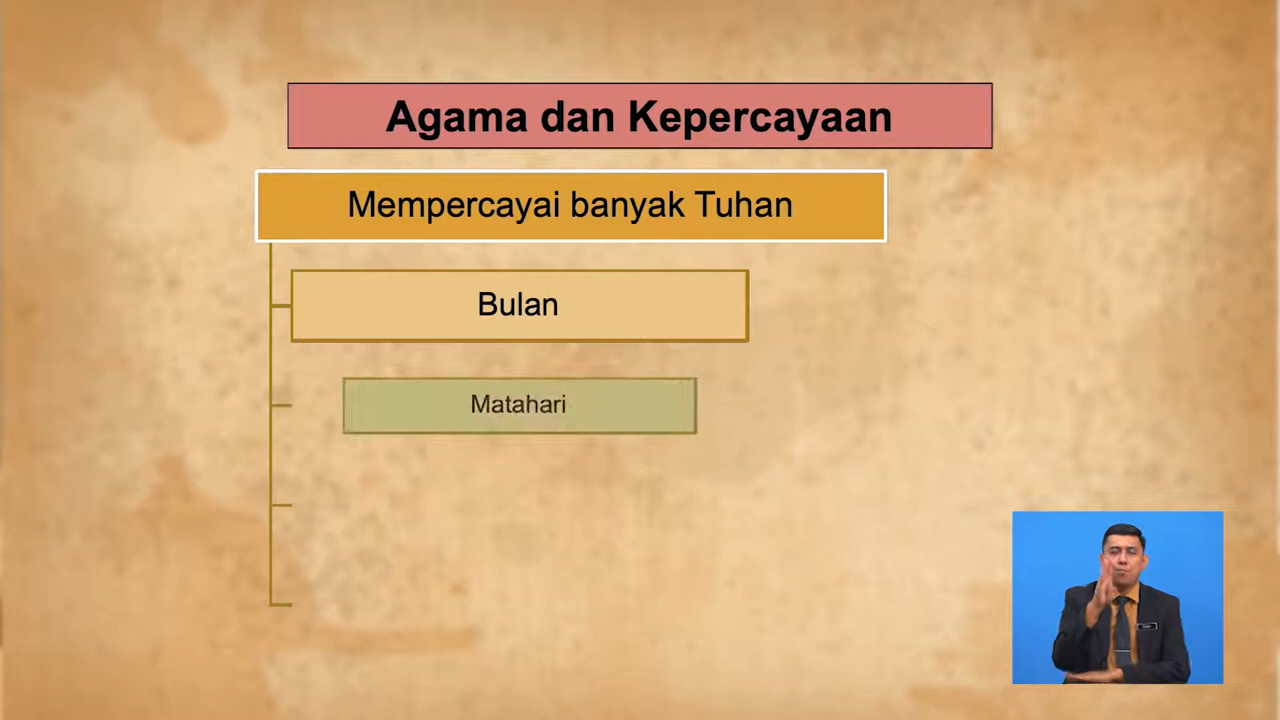 Agama dan Kepercayaan
Mempercayai banyak Tuhan
Bulan
Matahari